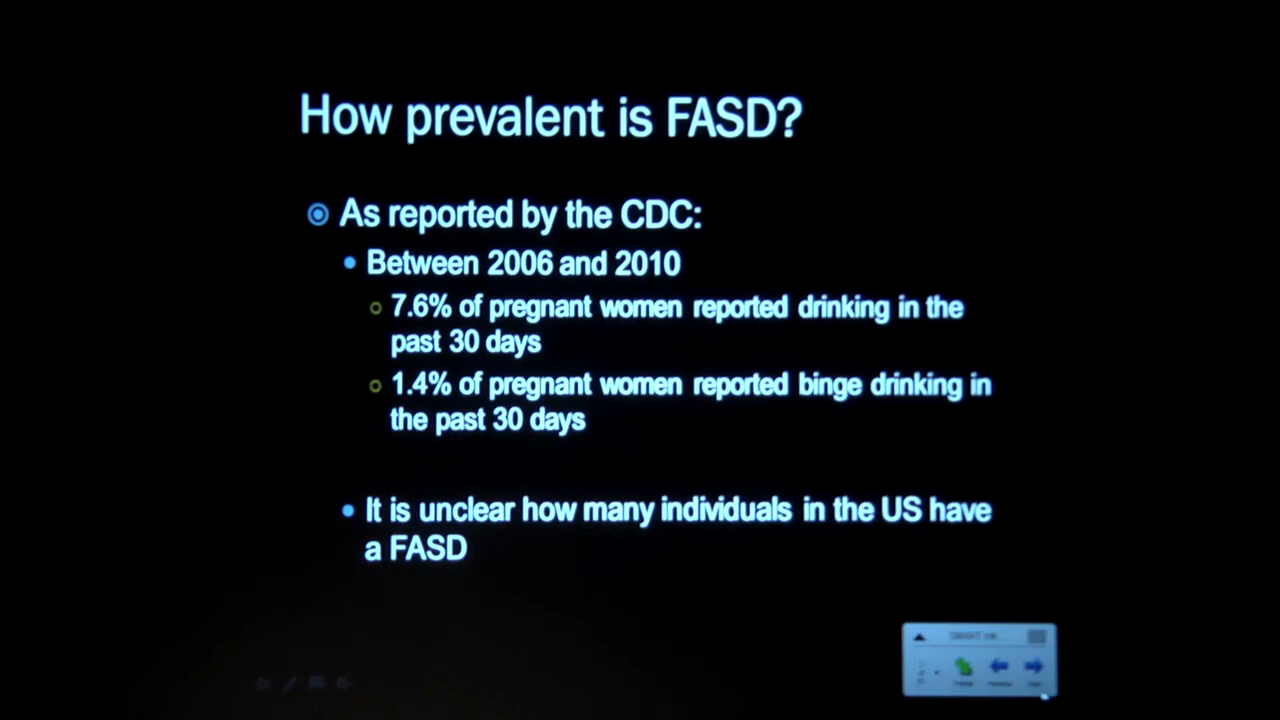 How prevalent is FASD?
As reported by the CDC:
Between 2006 and 2010
7.6% of pregnant women reported drinking in the
past 30 days
1.4% of pregnant women reported binge drinking in
the past 30 days
It is unclear how many individuals in the US have
a FASD
SMART